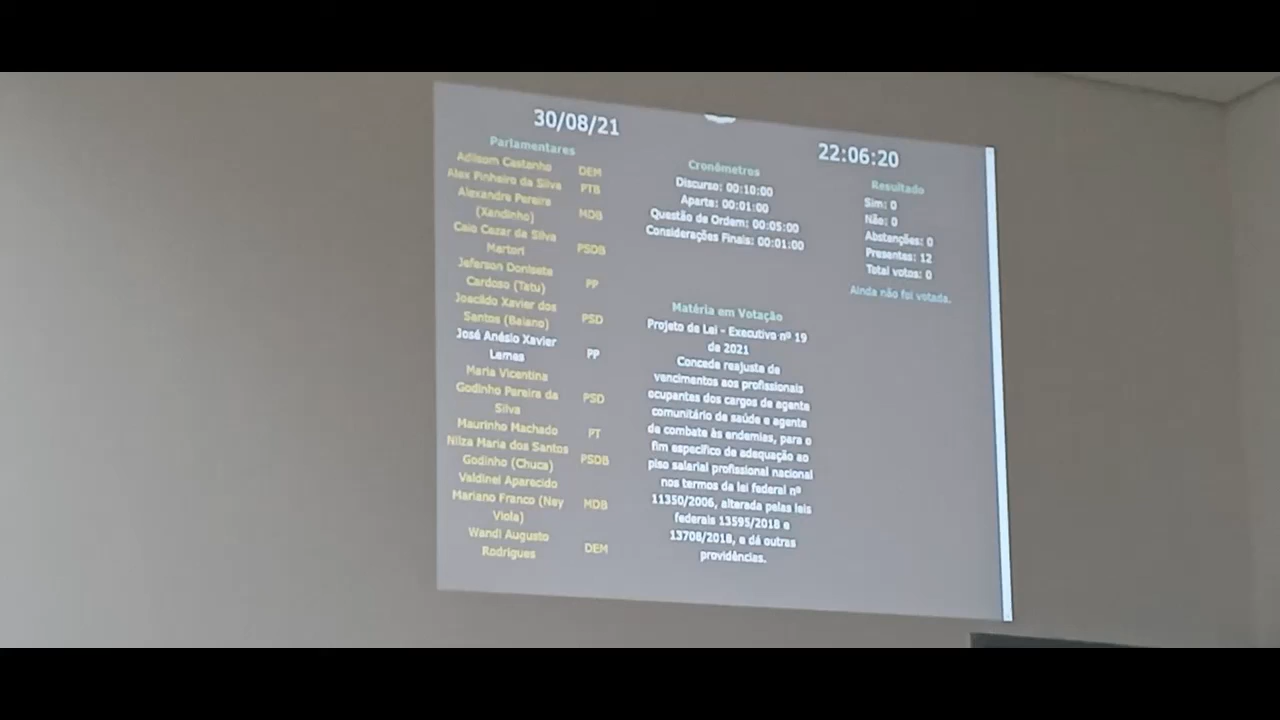 30/08/21
22:06:20
Parlamentares
Adilsom Castanho DEM
Alex Pinheiro da Silva PTB
Alexandre Pereira
(Xandinho) MDB
Caio Cezar da Silva
Martori PSDB
Jeferson Donisete
Cardoso (Tatu) PP
Joecildo Xavier dos
Santos (Baiano) PSD
José Anésio Xavier
Lemes PP
Maria Vicentina
Godinho Pereira da
Silva PSD
Maurinho Machado PT
Nilza Maria dos Santos
Godinho (Chuca) PSDB
Valdinei Aparecido
Mariano Franco (Ney
Viola) MDB
Wandi Augusto
Rodrigues DEM
Cronômetros
Discurso: 00:10:00
Aparte: 00:01:00
Questão de Ordem: 00:05:00
Considerações Finais: 00:01:00
Matéria em Votação
Projeto de Lei - Executivo nº 19
de 2021
Concede reajuste de
vencimentos aos profissionais
ocupantes dos cargos de agente
comunitário de saúde e agente
de combate às endemias, para o
fim específico de adequação ao
piso salarial profissional nacional
nos termos da lei federal nº
11350/2006, alterada pelas leis
federais 13595/2018 e
13708/2018, e dá outras
providências.
Resultado
Sim: 0
Não: 0
Abstenções: 0
Presentes: 12
Total votos: 0
Ainda não foi votada.